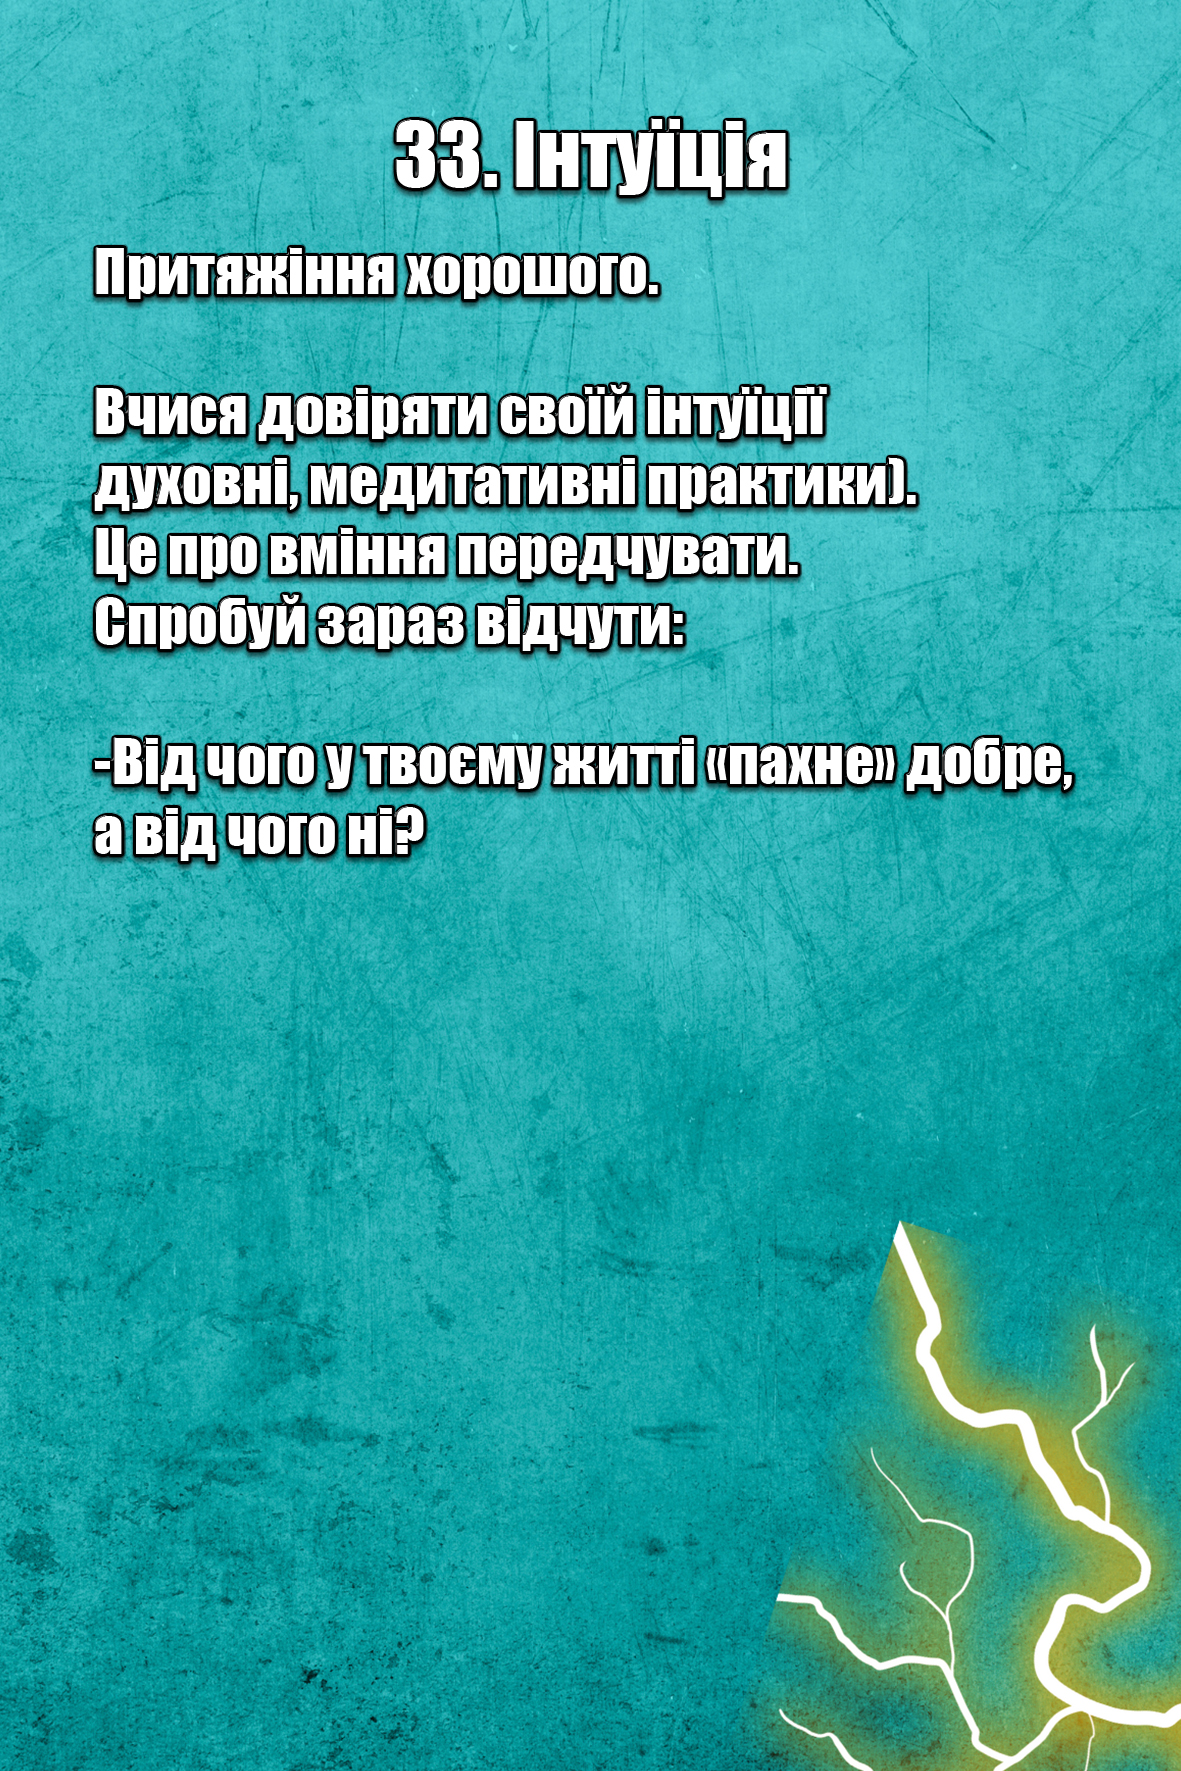 33. Інтуїція
Притяжіння хорошого.
Вчися довіряти своїй інтуїції
духовні, медитативні практики).
Це про вміння передчувати.
Спробуй зараз відчути:
-Від чого у твоєму житті «пахне» добре,
а від чого ні?